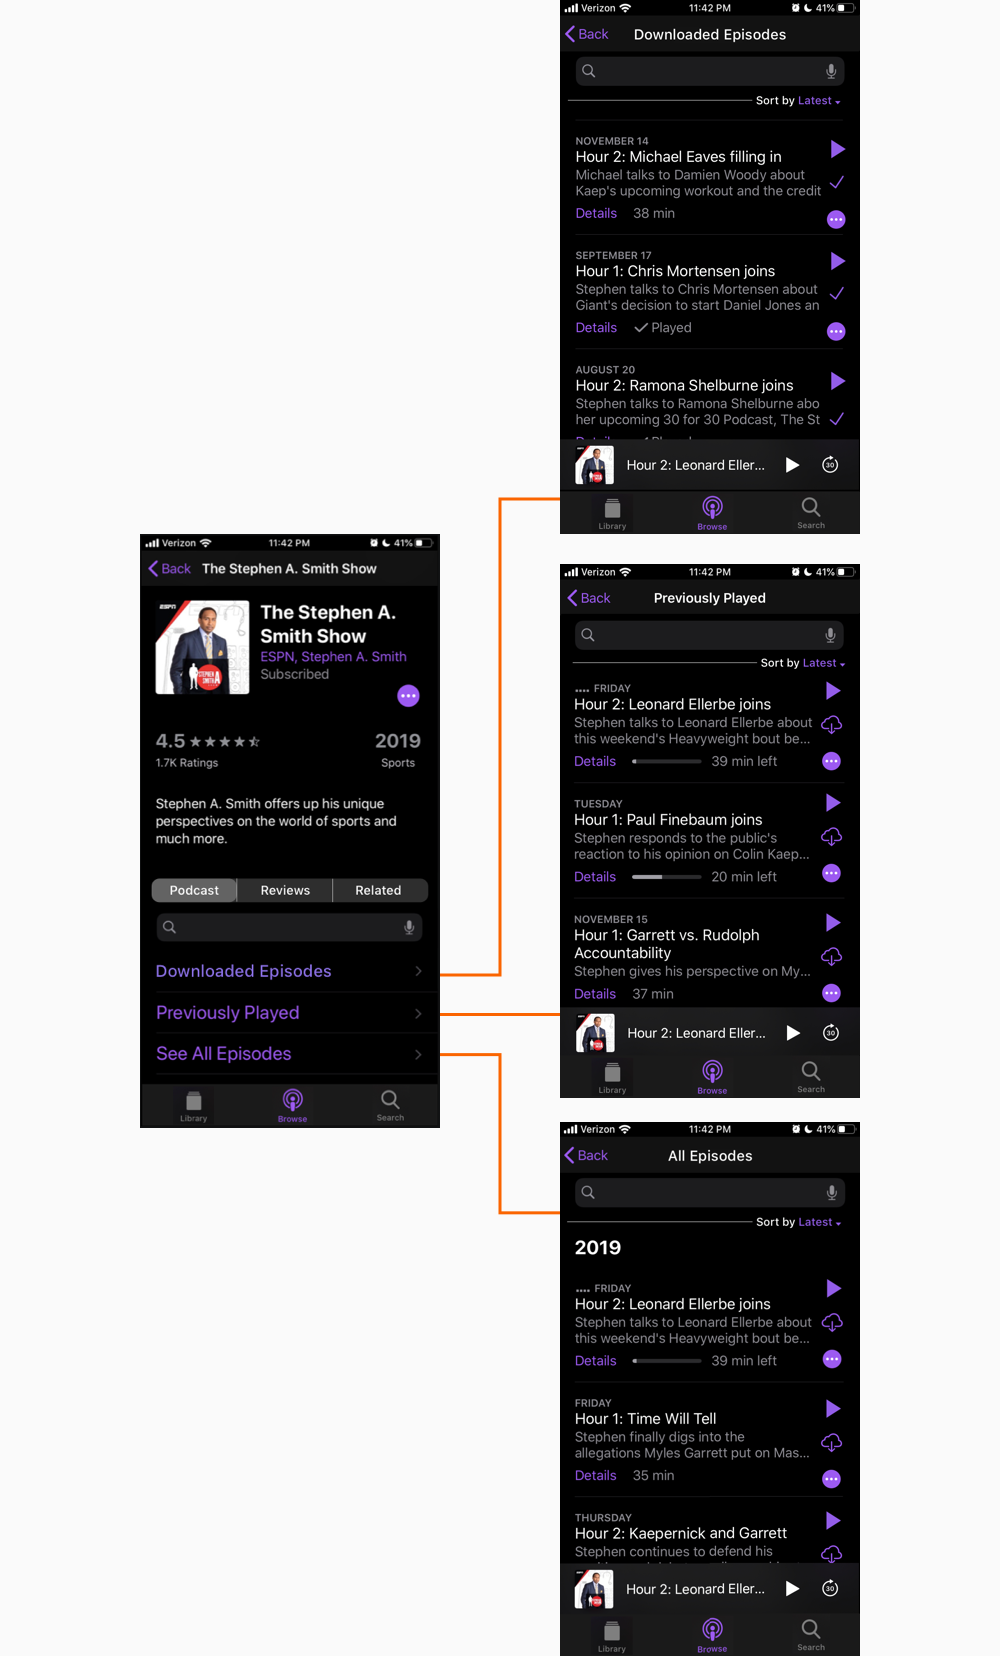 Verizon 11:42 PM 41%
Back Downloaded Episodes
Sort by Latest
NOVEMBER 14
Hour 2: Michael Eaves filling in
Michael talks to Damien Woody about
Kaep's upcoming workout and the credit
Details 38 min
SEPTEMBER 17
Hour 1: Chris Mortensen joins
Stephen talks to Chris Mortensen about
Giant's decision to start Daniel Jones an
Details Played
AUGUST 20
Hour 2: Ramona Shelburne joins
Stephen talks to Ramona Shelburne abo
her upcoming 30 for 30 Podcast, The St
Hour 2: Leonard Eller... 30
Library Browse Search
Verizon 11:42 PM 41%
Back The Stephen A. Smith Show
ESPN
STEPHEN
SMITH
A
The Stephen A.
Smith Show
ESPN, Stephen A. Smith
Subscribed
4.5 2019
1.7K Ratings Sports
Stephen A. Smith offers up his unique
perspectives on the world of sports and
much more.
Podcast Reviews Related
Downloaded Episodes
Previously Played
See All Episodes
Library Browse Search
Verizon 11:42 PM 41%
Back Previously Played
Sort by Latest
FRIDAY
Hour 2: Leonard Ellerbe joins
Stephen talks to Leonard Ellerbe about
this weekend's Heavyweight bout be...
Details 39 min left
TUESDAY
Hour 1: Paul Finebaum joins
Stephen responds to the public's
reaction to his opinion on Colin Kaep...
Details 20 min left
NOVEMBER 15
Hour 1: Garrett vs. Rudolph
Accountability
Stephen gives his perspective on My...
Details 37 min
Hour 2: Leonard Eller... 30
Library Browse Search
Verizon 11:42 PM 41%
Back All Episodes
Sort by Latest
2019
FRIDAY
Hour 2: Leonard Ellerbe joins
Stephen talks to Leonard Ellerbe about
this weekend's Heavyweight bout be...
Details 39 min left
FRIDAY
Hour 1: Time Will Tell
Stephen finally digs into the
allegations Myles Garrett put on Mas...
Details 35 min
THURSDAY
Hour 2: Kaepernick and Garrett
Stephen continues to defend his
Hour 2: Leonard Eller... 30
Library Browse Search